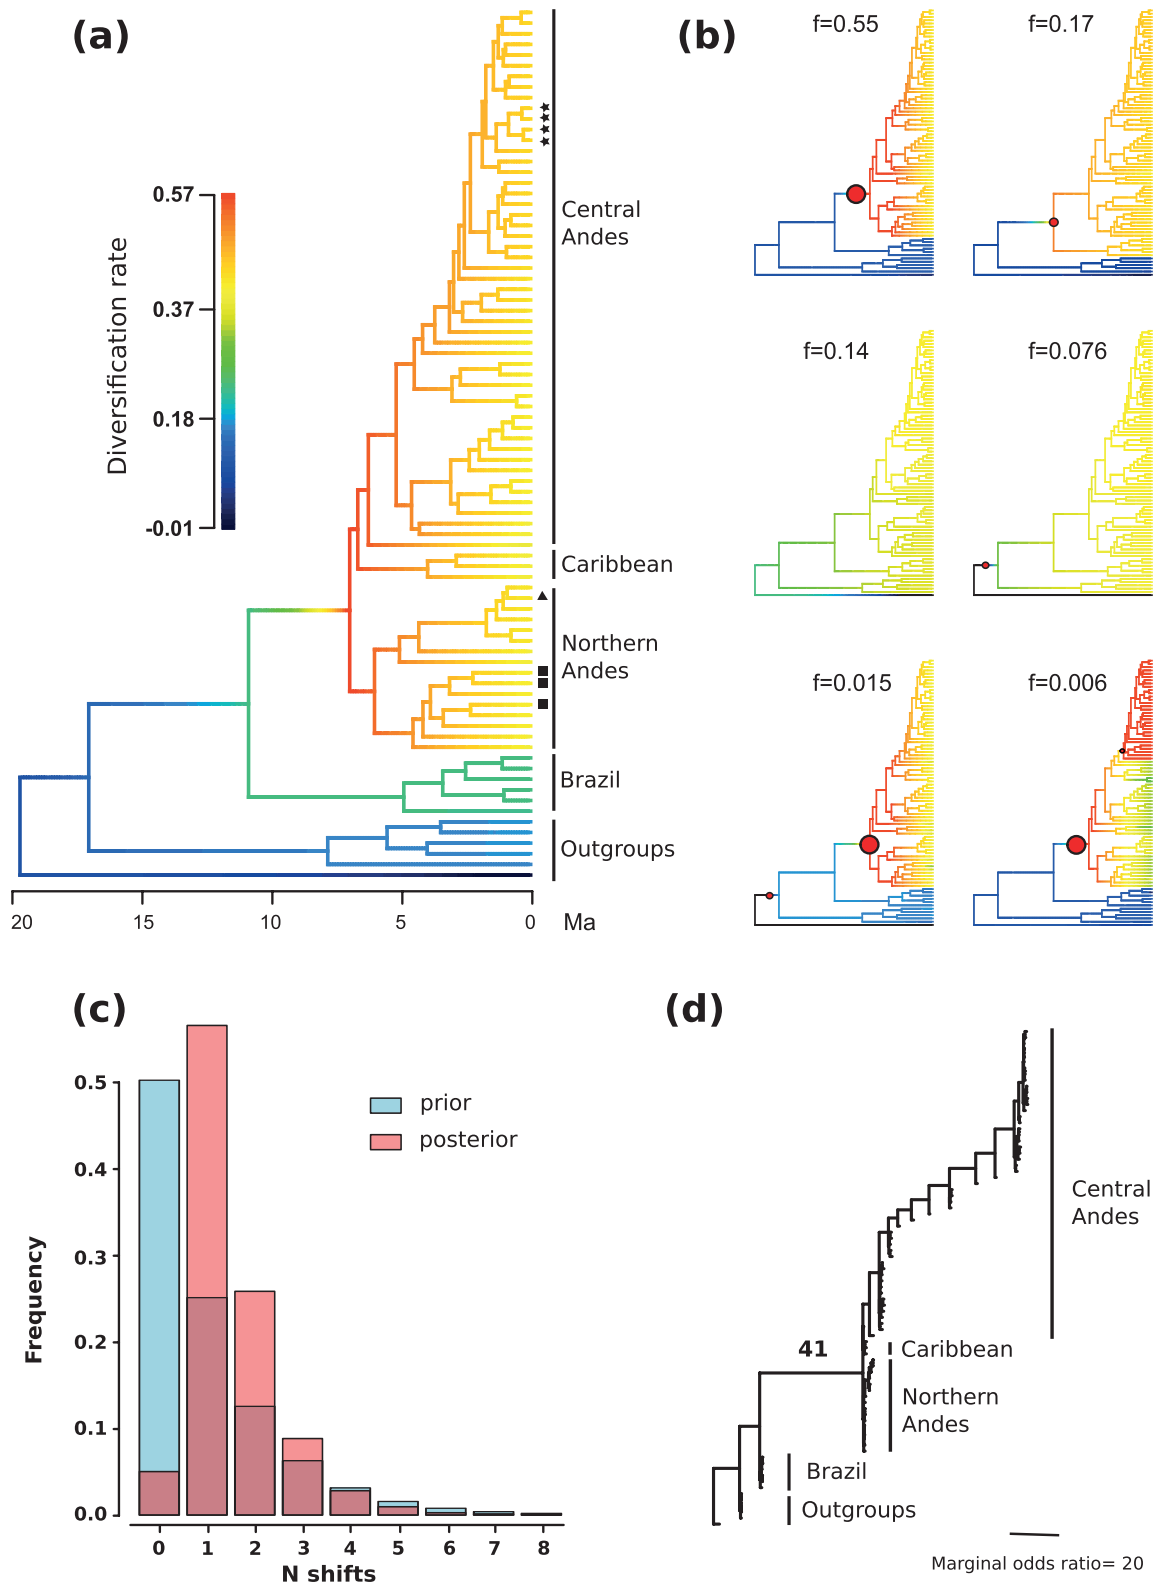 (a)
0.57
0.37
0.18
-0.01
Diversification rate
Central
Andes
Caribbean
Northern
Andes
Brazil
Outgroups
20
15
10
5
0
Ma
(b)
f=0.55
f=0.17
f=0.14
f=0.076
f=0.015
f=0.006
(c)
0.5
0.4
0.3
0.2
0.1
0.0
Frequency
prior
posterior
0
1
2
3
4
5
6
7
8
N shifts
(d)
Central
Andes
41
Caribbean
Northern
Andes
Brazil
Outgroups
Marginal odds ratio= 20